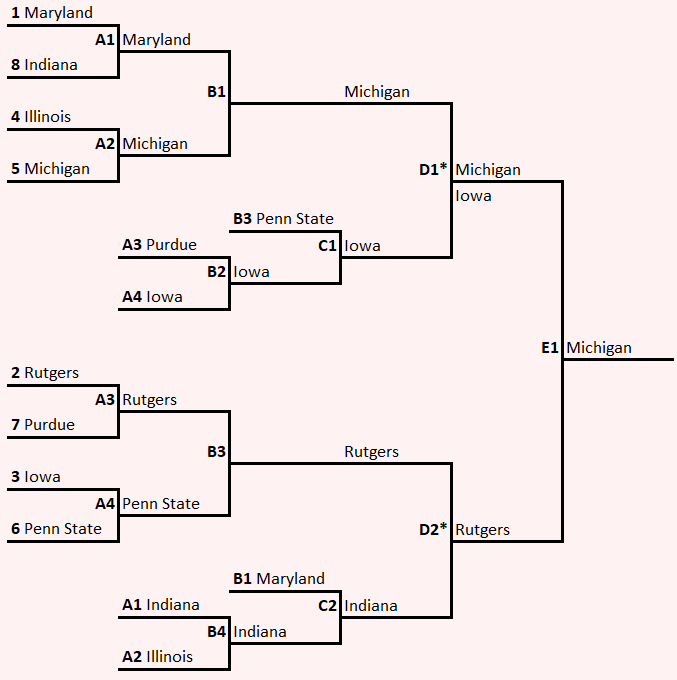 1 Maryland
A1 Maryland
8 Indiana
B1 Michigan
4 Illinois
A2 Michigan
5 Michigan
D1* Michigan
Iowa
B3 Penn State
A3 Purdue
C1 Iowa
B2 Iowa
A4 Iowa
E1 Michigan
2 Rutgers
A3 Rutgers
7 Purdue
B3 Rutgers
3 Iowa
A4 Penn State
6 Penn State
D2* Rutgers
B1 Maryland
A1 Indiana
C2 Indiana
B4 Indiana
A2 Illinois